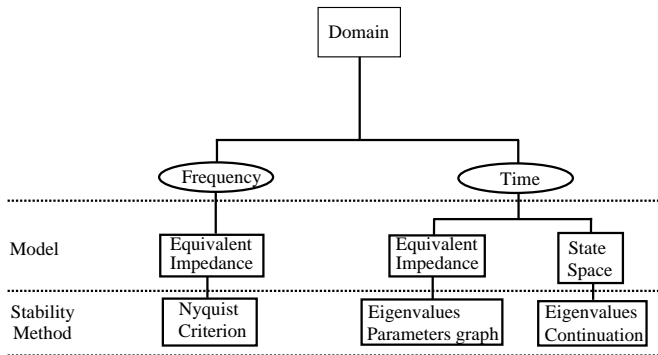 Domain
Frequency
Time
Model
Equivalent
Impedance
Equivalent
Impedance
State
Space
Stability
Method
Nyquist
Criterion
Eigenvalues
Parameters graph
Eigenvalues
Continuation